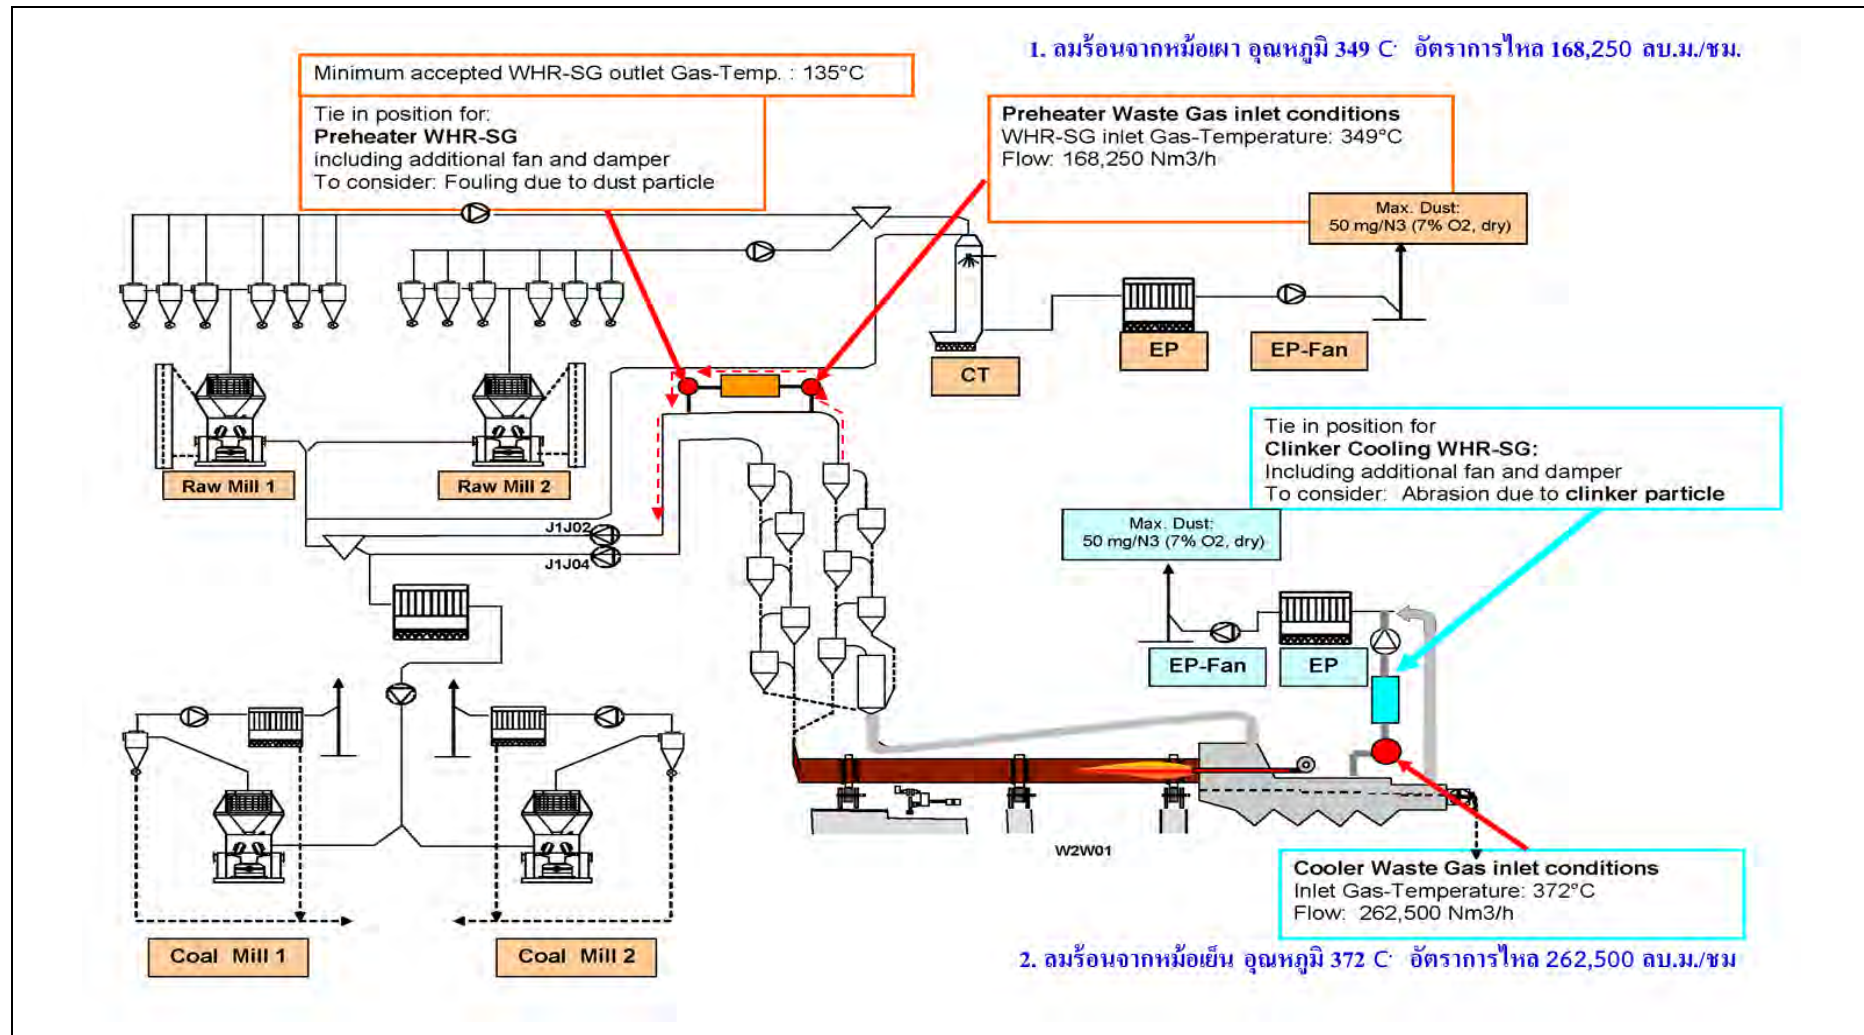 1. ลมร้อนจากหม้อเผา อุณหภูมิ 349 C อัตราการไหล 168,250 ลบ.ม./ชม.
Minimum accepted WHR-SG outlet Gas-Temp. : 135°C
Tie in position for:
Preheater WHR-SG
including additional fan and damper
To consider: Fouling due to dust particle
Preheater Waste Gas inlet conditions
WHR-SG inlet Gas-Temperature: 349°C
Flow: 168,250 Nm3/h
Max. Dust:
50 mg/N3 (7% O2, dry)
EP
EP-Fan
CT
Raw Mill 1
Raw Mill 2
Tie in position for
Clinker Cooling WHR-SG:
Including additional fan and damper
To consider: Abrasion due to clinker particle
J1J02
J1J04
Max. Dust:
50 mg/N3 (7% O2, dry)
EP-Fan
EP
W2W01
Cooler Waste Gas inlet conditions
Inlet Gas-Temperature: 372°C
Flow: 262,500 Nm3/h
Coal Mill 1
Coal Mill 2
2. ลมร้อนจากหม้อเย็น อุณหภูมิ 372 C อัตราการไหล 262,500 ลบ.ม./ชม